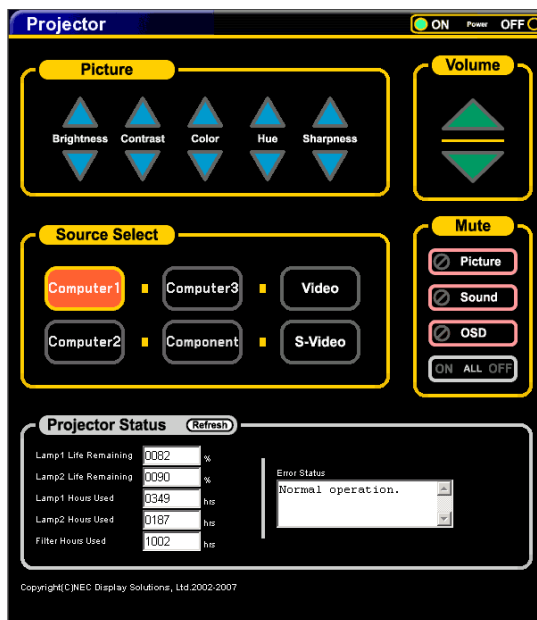 Projector
ON Power OFF
Picture
Volume
Brightness Contrast Color Hue Sharpness
Source Select
Mute
Computer1 Computer3 Video
Computer2 Component S-Video
Picture
Sound
OSD
ON ALL OFF
Projector Status Refresh
Lamp1 Life Remaining 0082 %
Lamp2 Life Remaining 0090 %
Lamp1 Hours Used 0349 hrs
Lamp2 Hours Used 0187 hrs
Filter Hours Used 1002 hrs
Error Status
Normal operation.
Copyright(C)NEC Display Solutions, Ltd.2002-2007